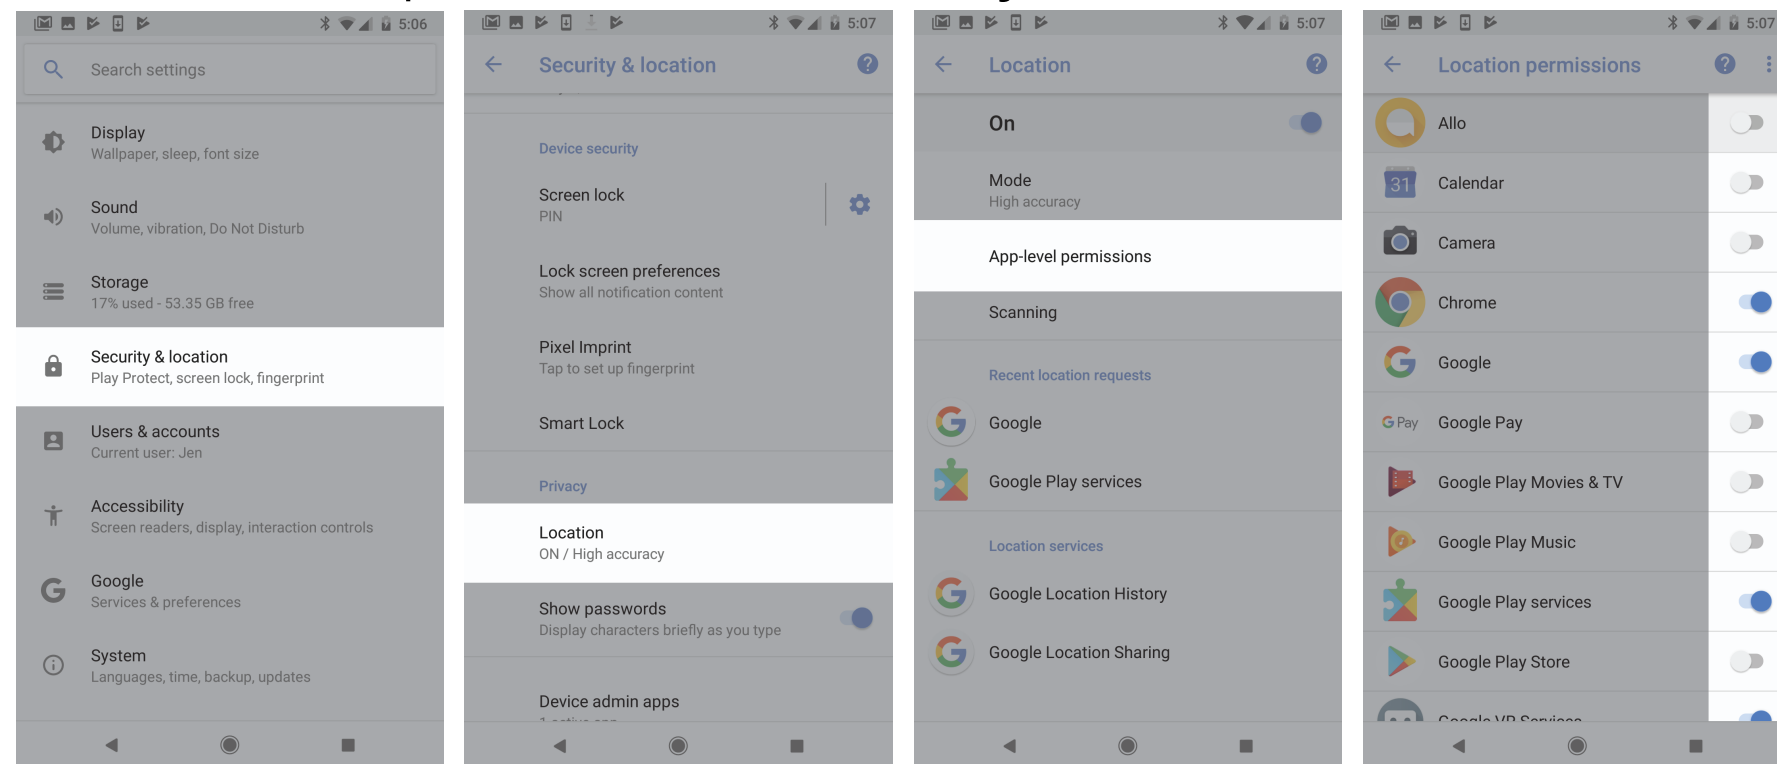 5:06
Search settings
Display
Wallpaper, sleep, font size
Sound
Volume, vibration, Do Not Disturb
Storage
17% used - 53.35 GB free
Security & location
Play Protect, screen lock, fingerprint
Users & accounts
Current user: Jen
Accessibility
Screen readers, display, interaction controls
Google
Services & preferences
System
Languages, time, backup, updates
5:07
Security & location
Device security
Screen lock
PIN
Lock screen preferences
Show all notification content
Pixel Imprint
Tap to set up fingerprint
Smart Lock
Privacy
Location
ON / High accuracy
Show passwords
Display characters briefly as you type
Device admin apps
1 active app
5:07
Location
On
Mode
High accuracy
App-level permissions
Scanning
Recent location requests
Google
Google Play services
Location services
Google Location History
Google Location Sharing
5:07
Location permissions
Allo
31
Calendar
Camera
Chrome
Google
G Pay
Google Pay
Google Play Movies & TV
Google Play Music
Google Play services
Google Play Store
Google VR Services